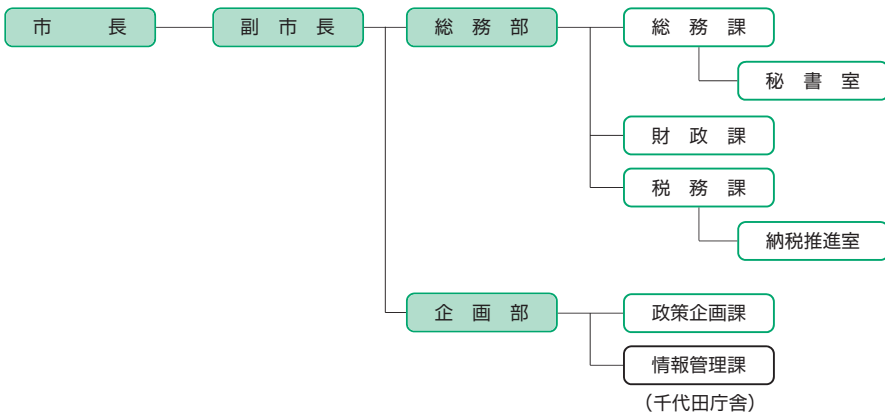 市長
副市長
総務部
総務課
秘書室
財政課
税務課
納税推進室
企画部
政策企画課
情報管理課
（千代田庁舎）